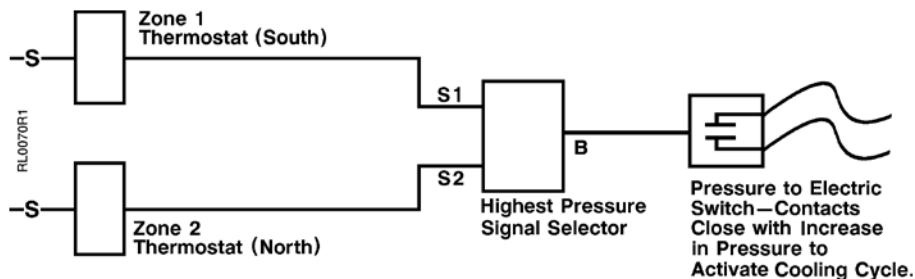 Zone 1
Thermostat (South)
S
S1
RL0070R1
B
S2
S
Zone 2
Thermostat (North)
Highest Pressure
Signal Selector
Pressure to Electric
Switch—Contacts
Close with Increase
in Pressure to
Activate Cooling Cycle.